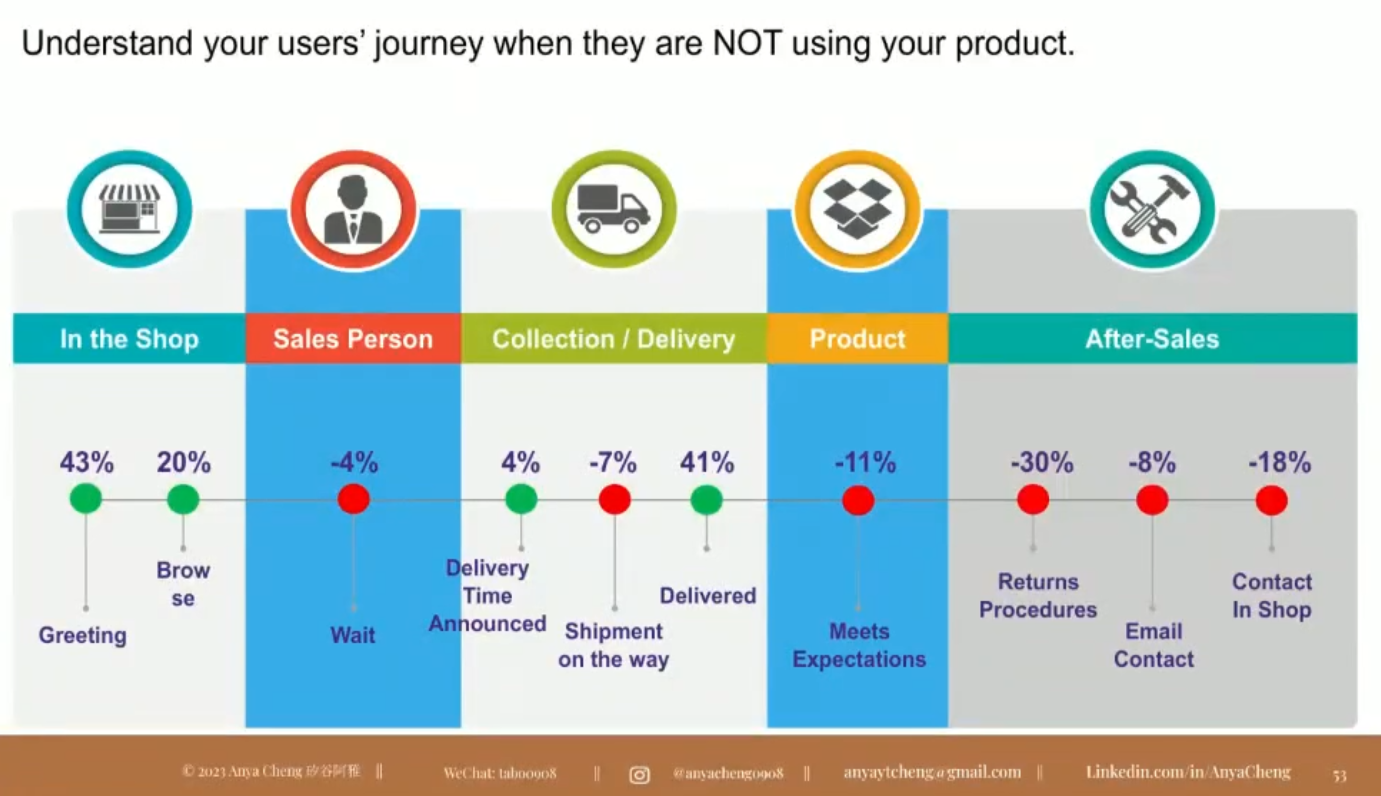 Understand your users' journey when they are NOT using your product.
In the Shop
Sales Person
Collection / Delivery
Product
After-Sales
43%
20%
-4%
4%
-7%
41%
-11%
-30%
-8%
-18%
Greeting
Brow
se
Wait
Delivery
Time
Announced
Shipment
on the way
Delivered
Meets
Expectations
Returns
Procedures
Email
Contact
Contact
In Shop
© 2023 Anya Cheng 矽谷阿雅 || WeChat: tab00908 || @anyacheng0908 || anyaytcheng@gmail.com || Linkedin.com/in/AnyaCheng 53